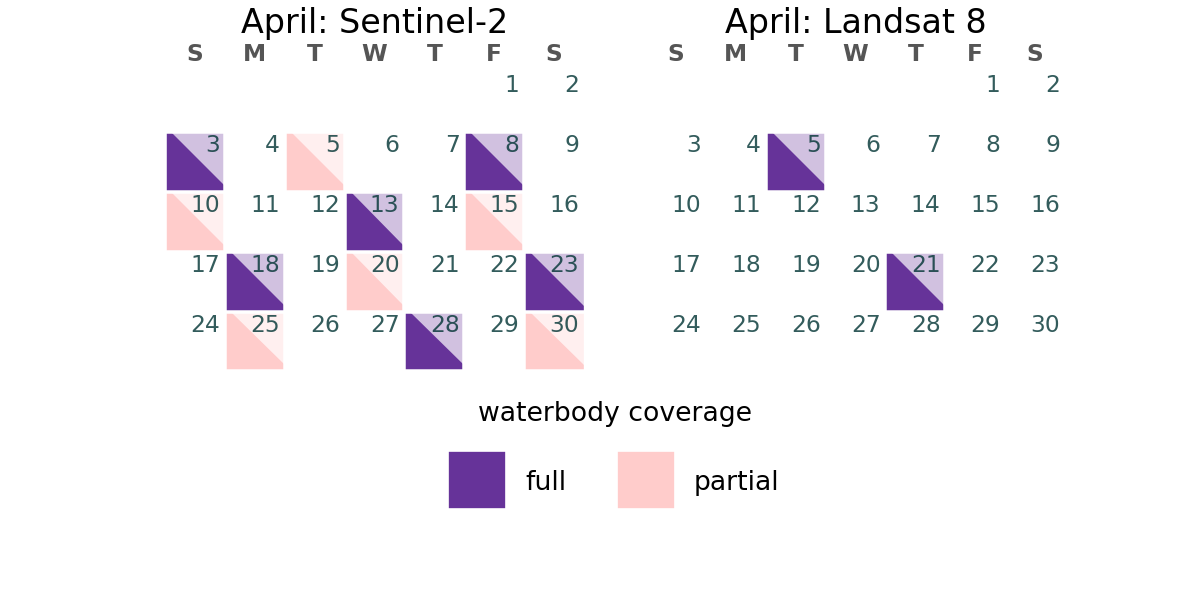 April: Sentinel-2
S M T W T F S
1 2
3 4 5 6 7 8 9
10 11 12 13 14 15 16
17 18 19 20 21 22 23
24 25 26 27 28 29 30
April: Landsat 8
S M T W T F S
1 2
3 4 5 6 7 8 9
10 11 12 13 14 15 16
17 18 19 20 21 22 23
24 25 26 27 28 29 30
waterbody coverage
full partial